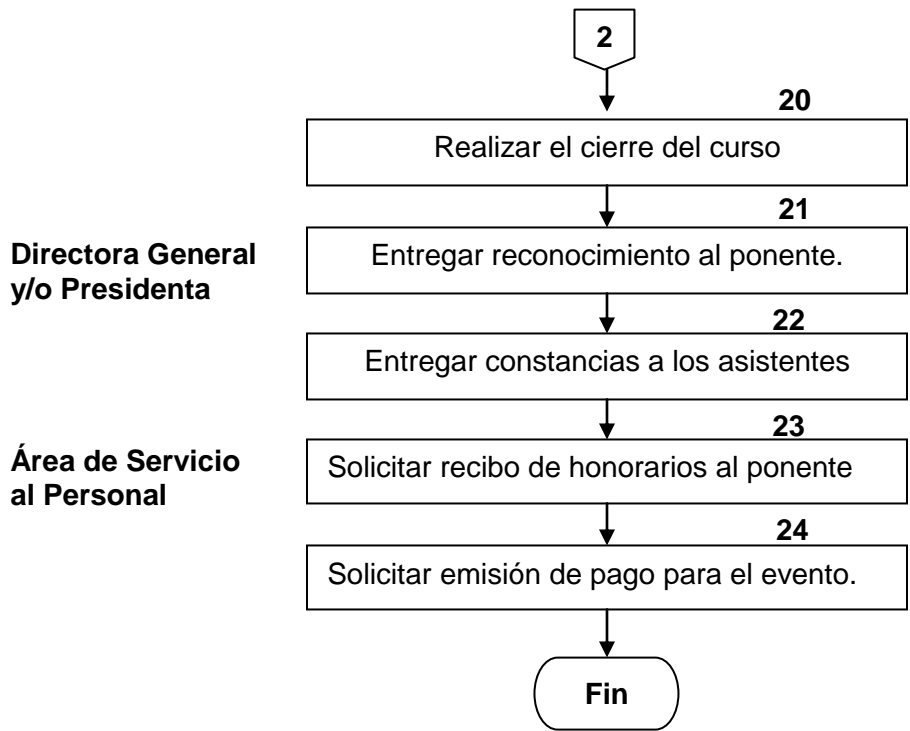 2
20
Realizar el cierre del curso
21
Directora General
y/o Presidenta
Entregar reconocimiento al ponente.
22
Entregar constancias a los asistentes
23
Área de Servicio
al Personal
Solicitar recibo de honorarios al ponente
24
Solicitar emisión de pago para el evento.
Fin